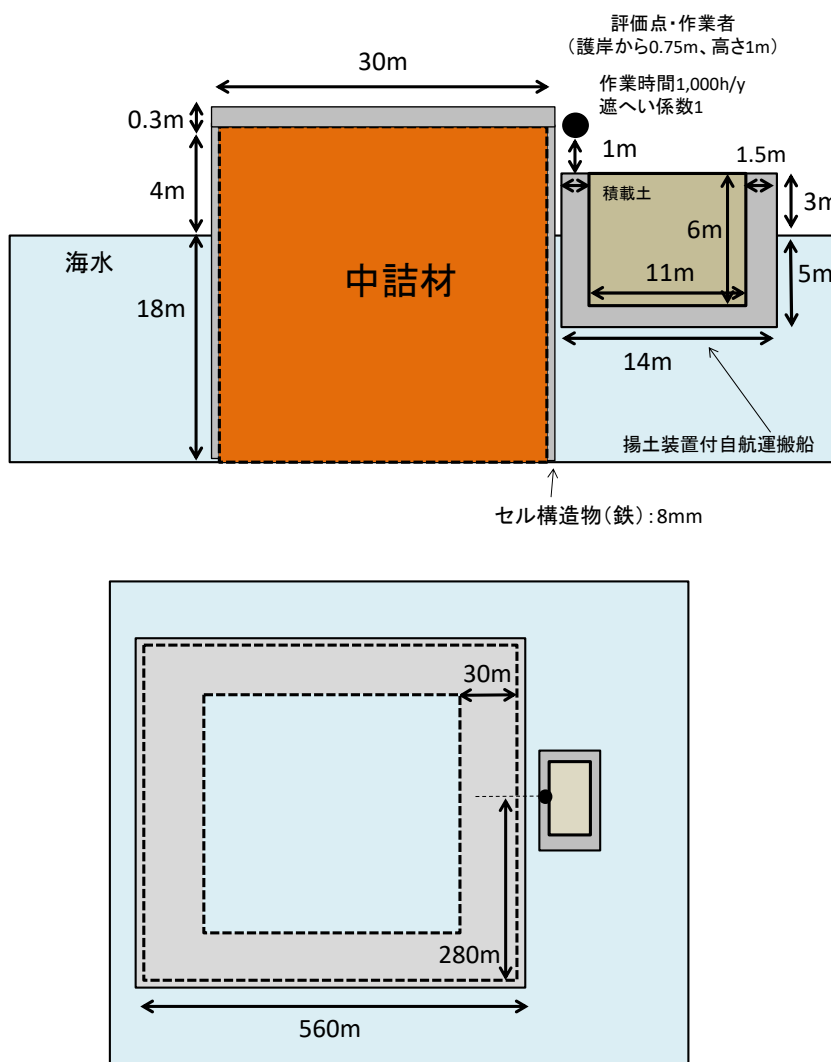 評価点・作業者
(護岸から0.75m、高さ1m)
30m
作業時間1,000h/y
遮へい係数1
0.3m
1m
1.5m
4m
積載土
3m
6m
海水
中詰材
11m
5m
18m
14m
揚土装置付自航運搬船
セル構造物(鉄):8mm
30m
280m
560m